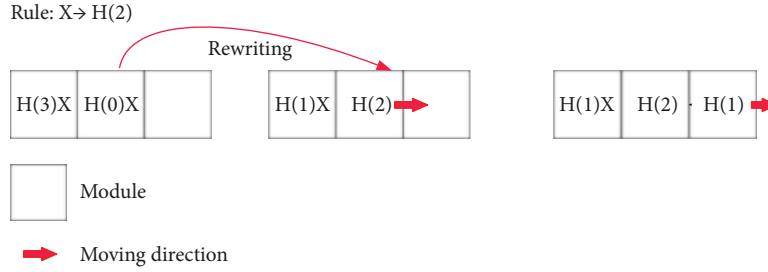 Rule: X→ H(2)
Rewriting
H(3)X H(0)X H(1)X H(2) H(1)X H(2) · H(1)
Module
Moving direction